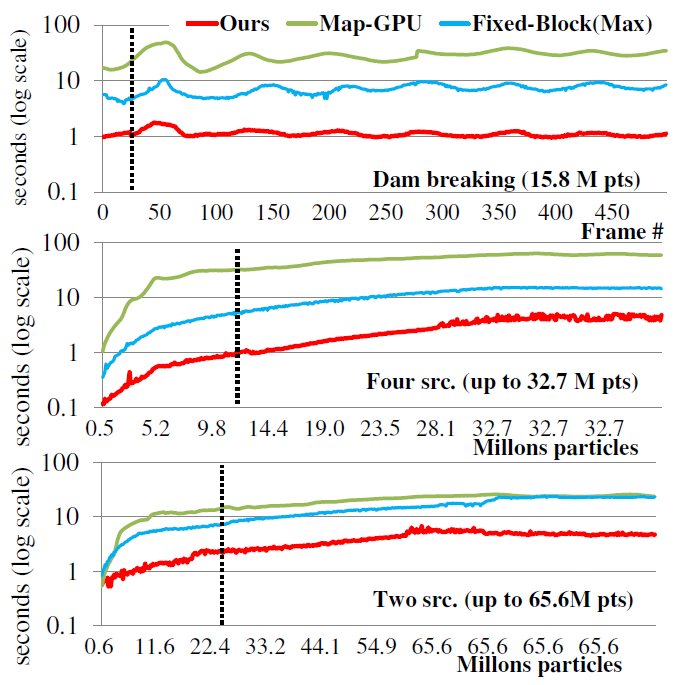 Ours Map-GPU Fixed-Block(Max)
seconds (log scale)
100
10
1
0.1
Dam breaking (15.8 M pts)
0 50 100 150 200 250 300 350 400 450
Frame #
seconds (log scale)
100
10
1
0.1
Four src. (up to 32.7 M pts)
0.5 5.2 9.8 14.4 19.0 23.5 28.1 32.7 32.7 32.7
Millons particles
seconds (log scale)
100
10
1
0.1
Two src. (up to 65.6M pts)
0.6 11.6 22.4 33.2 44.1 54.9 65.6 65.6 65.6 65.6
Millons particles